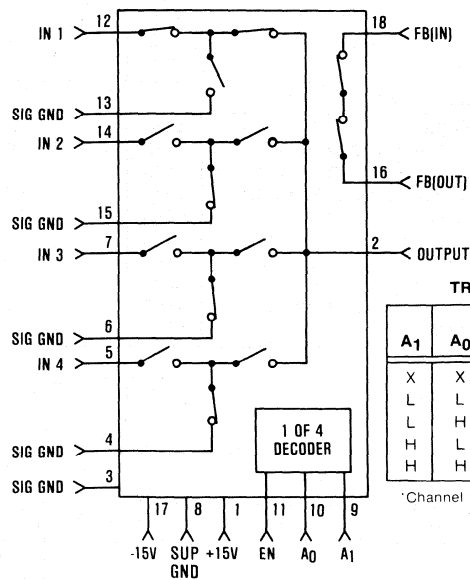 12
IN 1
18
FB(IN)
13
SIG GND
14
IN 2
16
FB(OUT)
15
SIG GND
7
IN 3
2
OUTPUT
TR
6
SIG GND
5
IN 4
A1 A0
X X
L L
L H
H L
H H
1 OF 4
DECODER
4
SIG GND
3
SIG GND
*Channel
17 8 1 11 10 9
-15V SUP GND +15V EN A0 A1